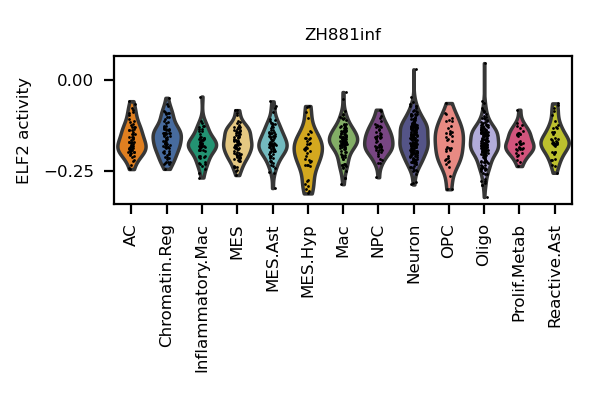 ZH881inf
ELF2 activity
0.00
−0.25
AC
Chromatin.Reg
Inflammatory.Mac
MES
MES.Ast
MES.Hyp
Mac
NPC
Neuron
OPC
Oligo
Prolif.Metab
Reactive.Ast